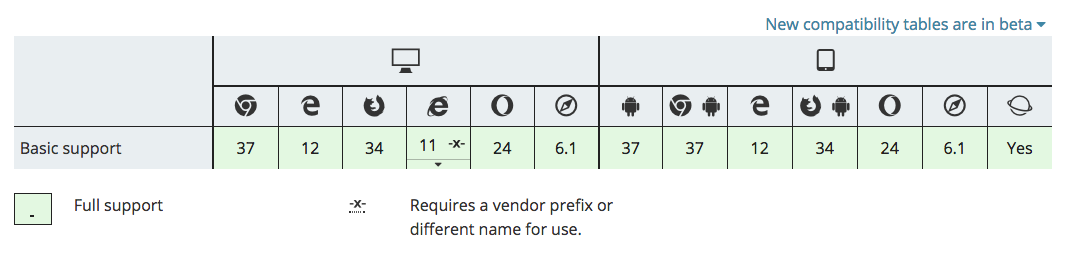 New compatibility tables are in beta
Basic support 37 12 34 11 -x- 24 6.1 37 37 12 34 24 6.1 Yes
- Full support -x- Requires a vendor prefix or
different name for use.